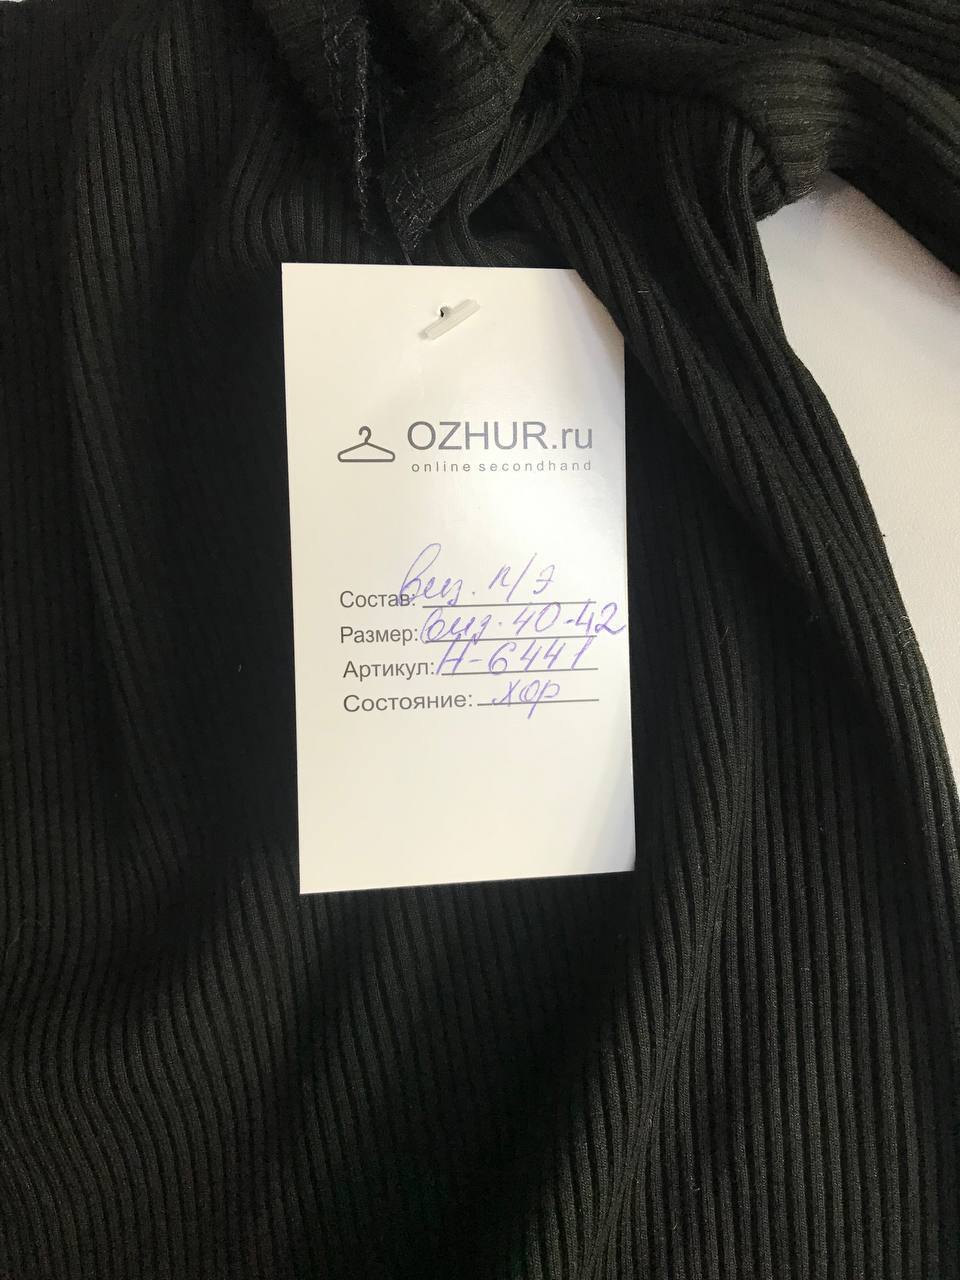 OZHUR.ru
online secondhand
Состав: виз. п/э
Размер: виз. 40-42
Артикул: Н-6441
Состояние: хор